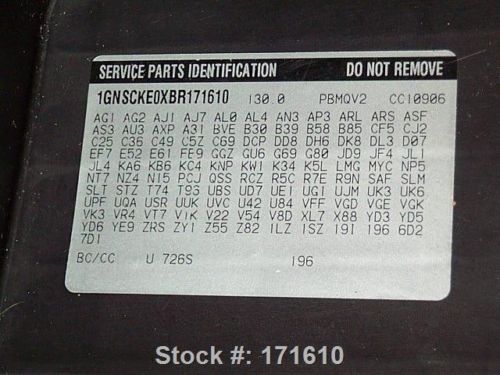 SERVICE PARTS IDENTIFICATION DO NOT REMOVE
1GNSCKE0XBR171610 130.0 PBMQV2 CC10906
AG1 AG2 AJ1 AJ7 AL0 AL4 AN3 AP3 ARL ARS ASF
AS3 AU3 AXP A31 BVE B30 B39 B58 B85 CF5 CJ2
C25 C36 C49 C5Z C69 DCP DD8 DH6 DK8 DL3 D07
EF7 E52 E61 FE9 GGZ GU6 G69 G80 JD9 JF4 JL1
JL4 KA6 KB6 KC4 KNP KW1 K34 K5L LMG MYC NP5
NT7 NZ4 N15 PCJ QSS RCZ R5C R7E R9N SAF SLM
SLT STZ T74 T96 UBS UD7 UE1 UG1 UJM UK3 UK6
UPF UQA USR UUK UVC U42 U84 VFF VGD VGE VGK
VK3 VR4 VT7 V1K V22 V54 V8D XL7 X88 YD3 YD5
YD6 YE9 ZRS ZY1 Z55 Z82 1LZ 1SZ 19I 196 6D2
7D1
BC/CC U 726S 196
Stock #: 171610